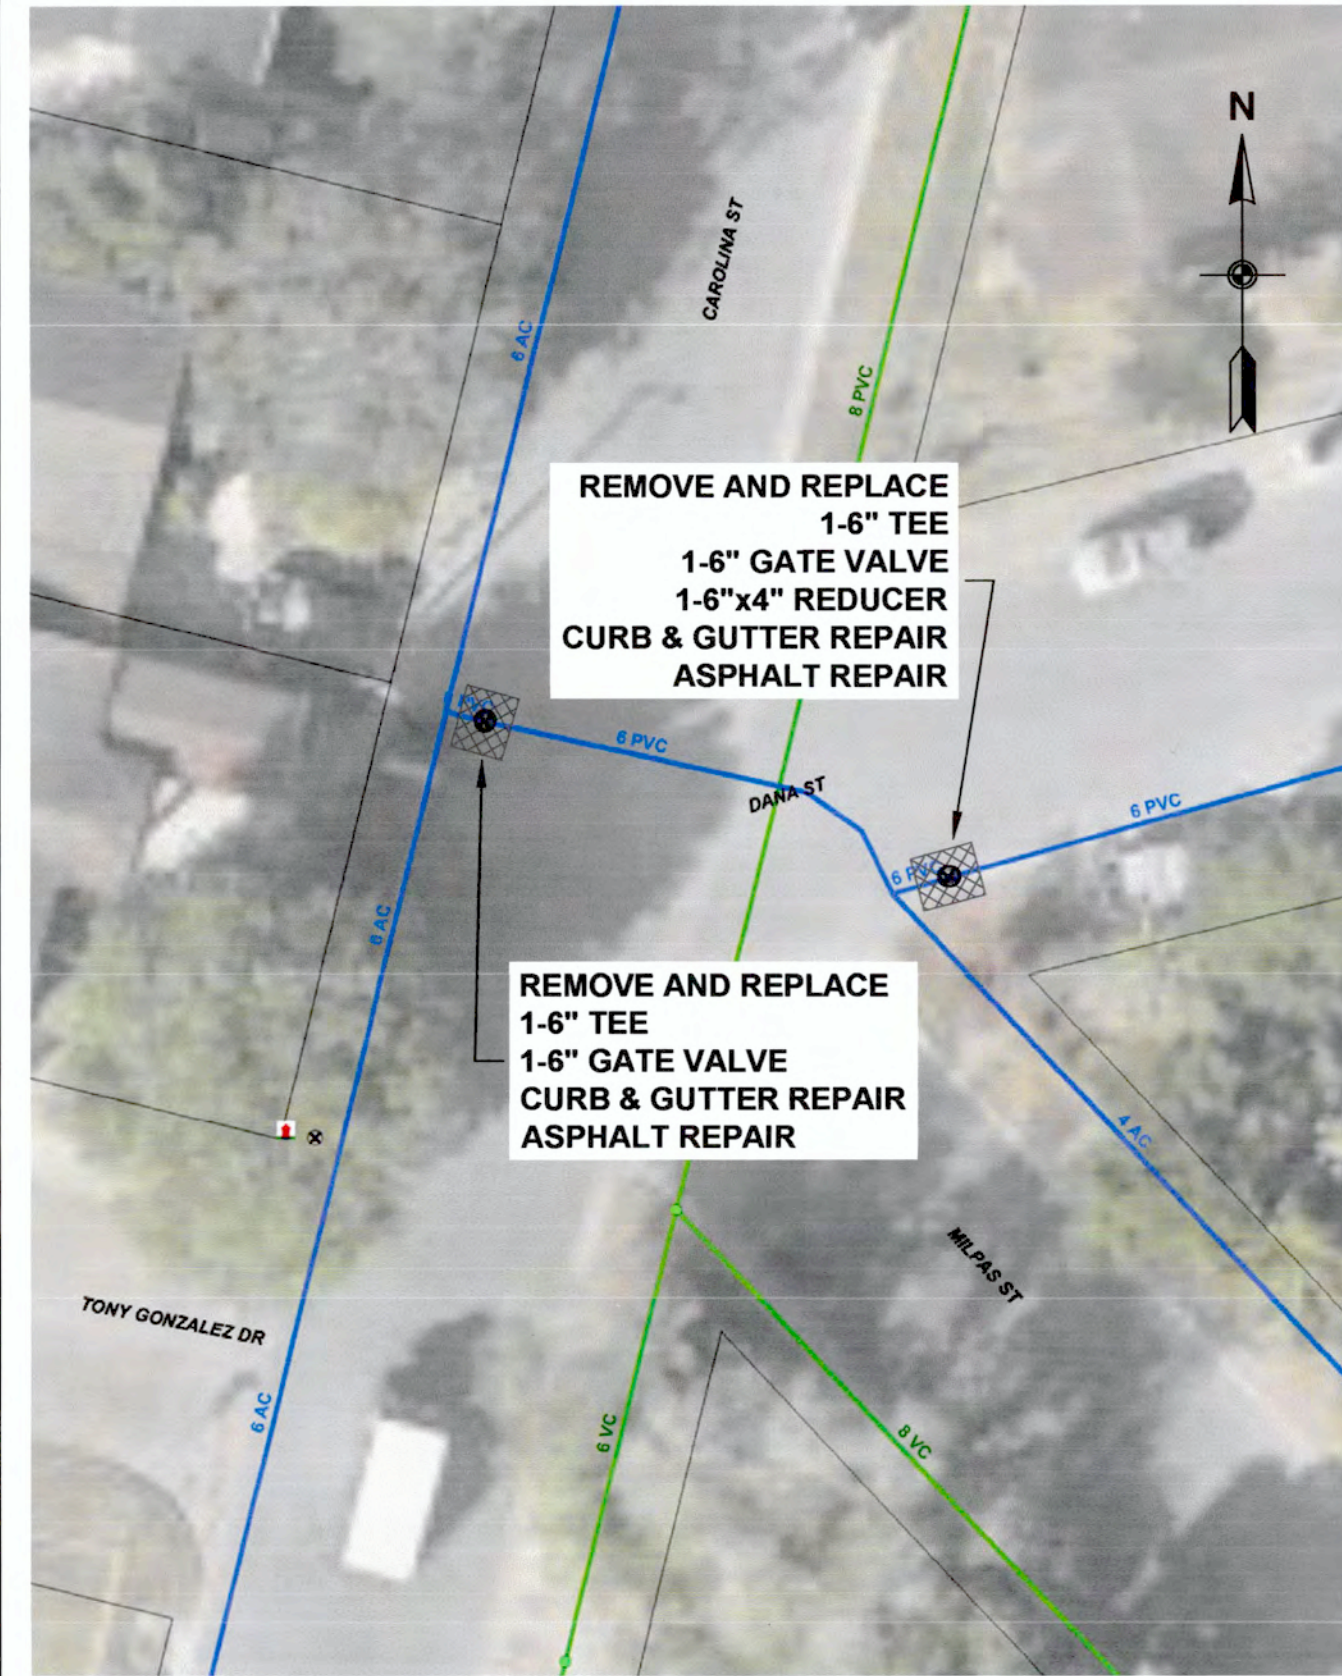 N
CAROLINA ST
6 AC
8 PVC
REMOVE AND REPLACE
1-6" TEE
1-6" GATE VALVE
1-6"x4" REDUCER
CURB & GUTTER REPAIR
ASPHALT REPAIR
6 PVC
DANA ST
6 PVC
6 PVC
6 AC
REMOVE AND REPLACE
1-6" TEE
1-6" GATE VALVE
CURB & GUTTER REPAIR
ASPHALT REPAIR
4 AC
MILPAS ST
TONY GONZALEZ DR
6 AC
6 VC
8 VC